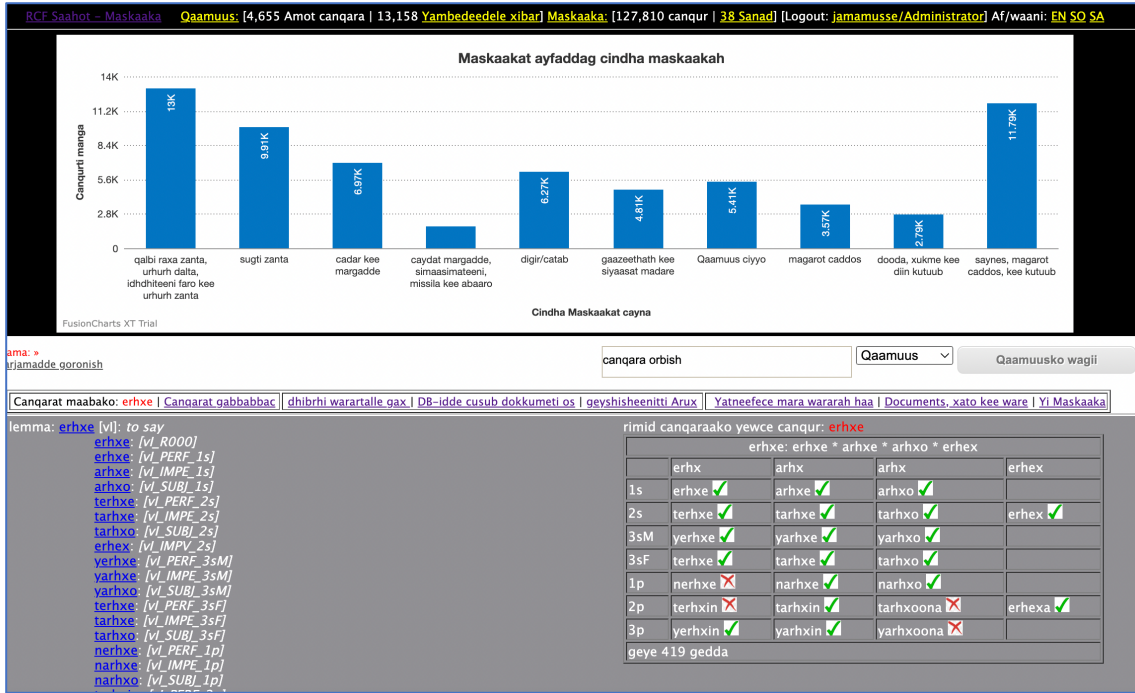 RCF Saahot – Maskaaka Qaamuus: [4,655 Amot canqara | 13,158 Yambedeedele xibar] Maskaaka: [127,810 canqur | 38 Sanad] [Logout: jamamusse/Administrator] Af/waani: EN SO SA
Maskaakat ayfaddag cindha maskaakah
Canqurti manga
14K
11.2K
8.4K
5.6K
2.8K
0
13K
9.91K
6.97K
6.27K
4.81K
5.41K
3.57K
2.79K
11.79K
qalbi raxa zanta, urhurh dalta, idhdhiteeni faro kee urhurh zanta
sugti zanta
cadar kee margadde
caydat margadde, simaasimateeni, missila kee abaaro
digir/catab
gaazeethath kee siyaasat madare
Qaamuus ciyyo
magarot caddos
dooda, xukme kee diin kutuub
saynes, magarot caddos, kee kutuub
Cindha Maskaakat cayna
FusionCharts XT Trial
ama: »
arjamadde goronish
canqara orbish Qaamuus Qaamuusko wagii
Canqarat maabako: erhxe | Canqarat gabbabbac dhibrhi warartalle gax | DB-idde cusub dokkumeti os | geyshisheenitti Arux Yatneefece mara wararah haa | Documents, xato kee ware | Yi Maskaaka
lemma: erhxe [vl]: to say
erhxe: [vl_R000]
erhxe: [vl_PERF_1s]
arhxe: [vl_IMPE_1s]
arhxo: [vl_SUBJ_1s]
terhxe: [vl_PERF_2s]
tarhxe: [vl_IMPE_2s]
tarhxo: [vl_SUBJ_2s]
erhex: [vl_IMPV_2s]
yerhxe: [vl_PERF_3sM]
yarhxe: [vl_IMPE_3sM]
yarhxo: [vl_SUBJ_3sM]
terhxe: [vl_PERF_3sF]
tarhxe: [vl_IMPE_3sF]
tarhxo: [vl_SUBJ_3sF]
nerhxe: [vl_PERF_1p]
narhxe: [vl_IMPE_1p]
narhxo: [vl_SUBJ_1p]
rimid canqaraako yewce canqur: erhxe
erhxe: erhxe * arhxe * arhxo * erhex
erhx arhx arhx erhex
1s erhxe arhxe arhxo
2s terhxe tarhxe tarhxo erhex
3sM yerhxe yarhxe yarhxo
3sF terhxe tarhxe tarhxo
1p nerhxe narhxe narhxo
2p terhxin tarhxin tarhxoona erhexa
3p yerhxin yarhxin yarhxoona
geye 419 gedda